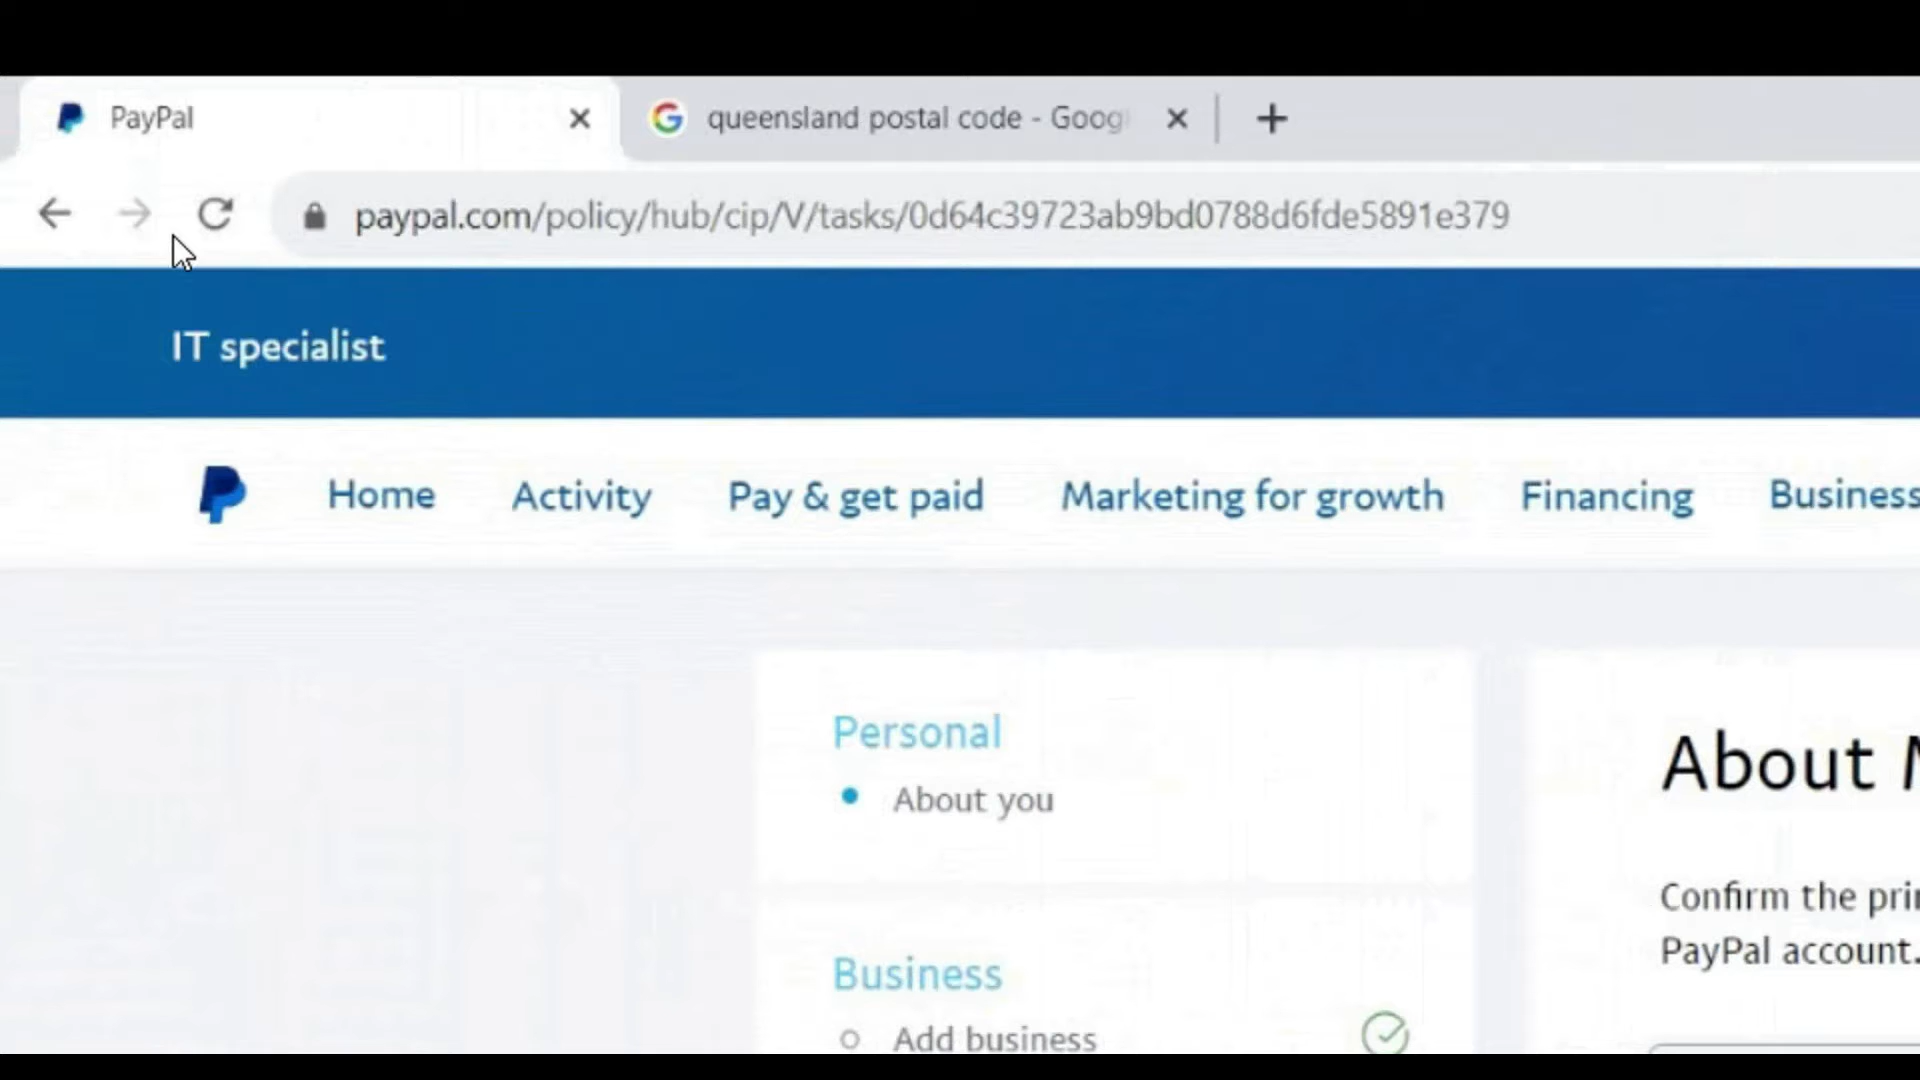 PayPal
queensland postal code - Goog
paypal.com/policy/hub/cip/V/tasks/0d64c39723ab9bd0788d6fde5891e379
IT specialist
Home Activity Pay & get paid Marketing for growth Financing Business
Personal
About you
Business
Add business
About M
Confirm the pri
PayPal account.